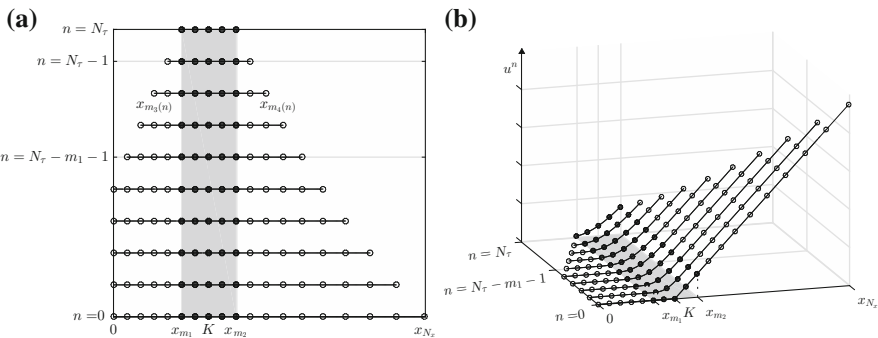 (a)
n = N_τ
n = N_τ − 1
x_{m_3(n)} x_{m_4(n)}
n = N_τ − m_1 − 1
n =0
0 x_{m_1} K x_{m_2} x_{N_x}
(b)
u^n
n = N_τ
n = N_τ − m_1 − 1
n =0
0 x_{m_1} K x_{m_2} x_{N_x}